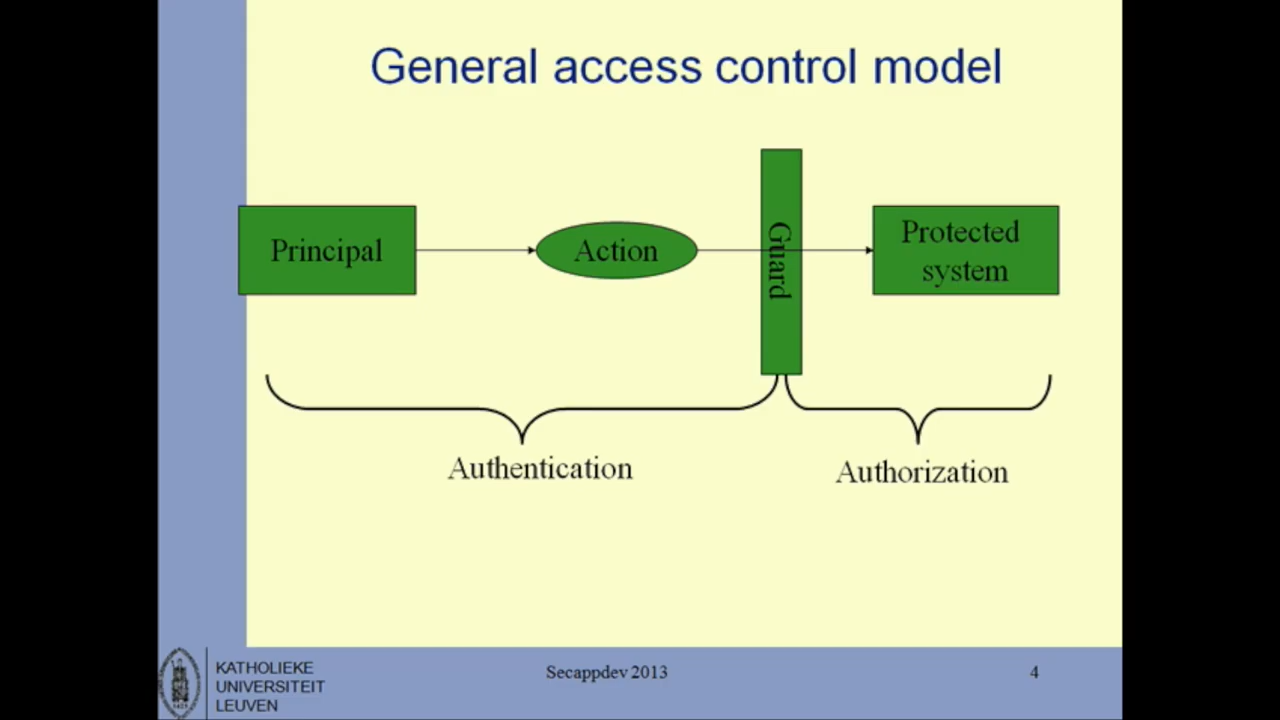 General access control model
Principal
Action
Guard
Protected
system
Authentication
Authorization
KATHOLIEKE
UNIVERSITEIT
LEUVEN
Secappdev 2013
4